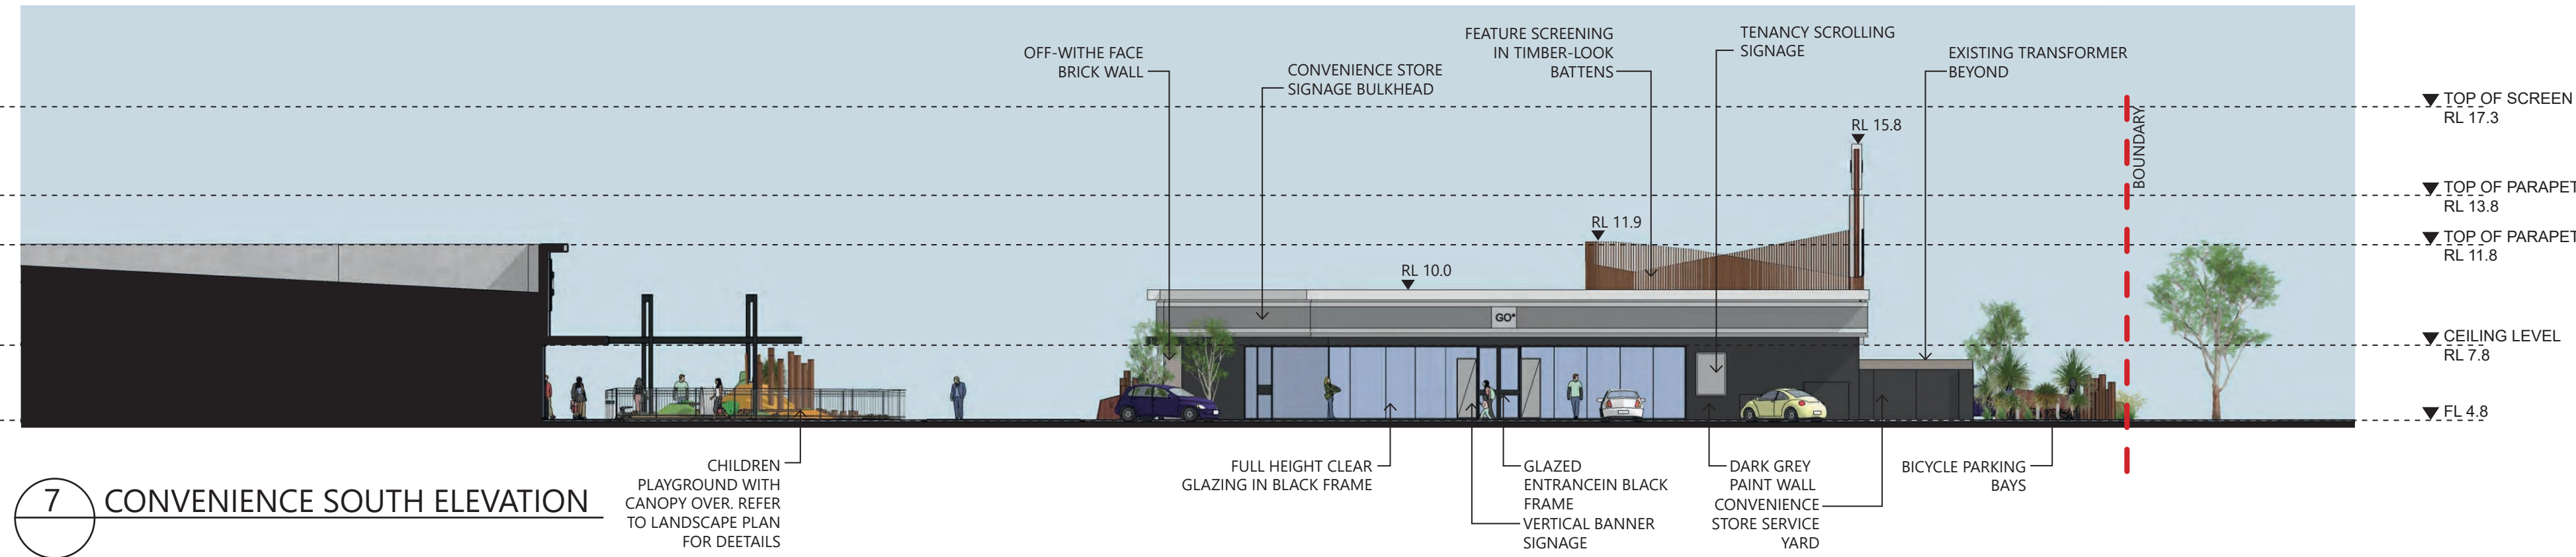 OFF-WITHE FACE
BRICK WALL
CONVENIENCE STORE
SIGNAGE BULKHEAD
FEATURE SCREENING
IN TIMBER-LOOK
BATTENS
TENANCY SCROLLING
SIGNAGE
EXISTING TRANSFORMER
BEYOND
TOP OF SCREEN
RL 17.3
BOUNDARY
RL 15.8
TOP OF PARAPET
RL 13.8
RL 11.9
TOP OF PARAPET
RL 11.8
RL 10.0
GO
CEILING LEVEL
RL 7.8
FL 4.8
7 CONVENIENCE SOUTH ELEVATION
CHILDREN
PLAYGROUND WITH
CANOPY OVER. REFER
TO LANDSCAPE PLAN
FOR DEETAILS
FULL HEIGHT CLEAR
GLAZING IN BLACK FRAME
GLAZED
ENTRANCEIN BLACK
FRAME
VERTICAL BANNER
SIGNAGE
DARK GREY
PAINT WALL
CONVENIENCE
STORE SERVICE
YARD
BICYCLE PARKING
BAYS